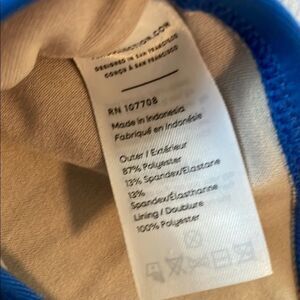 DESIGNED IN SAN FRANCISCO
CONÇU À SAN FRANCISCO
RN 107708
Made in Indonesia
Fabriqué en Indonésie
Outer / Extérieur
87% Polyester
13% Spandex/Elastane
13%
Spandex/Élasthanne
Lining / Doublure
100% Polyester